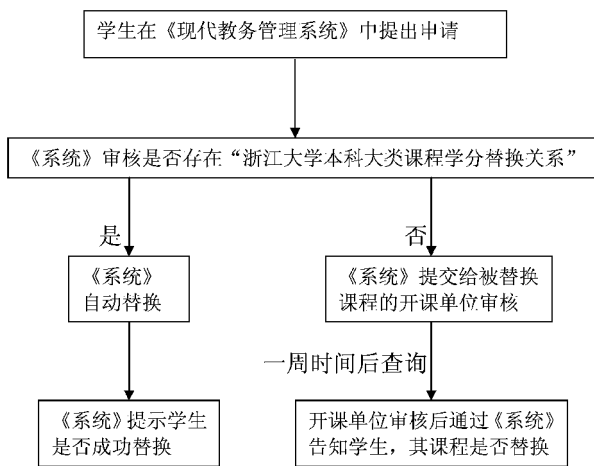 学生在《现代教务管理系统》中提出申请
《系统》审核是否存在“浙江大学本科大类课程学分替换关系”
是
否
《系统》
自动替换
《系统》提交给被替换
课程的开课单位审核
一周时间后查询
《系统》提示学生
是否成功替换
开课单位审核后通过《系统》
告知学生，其课程是否替换